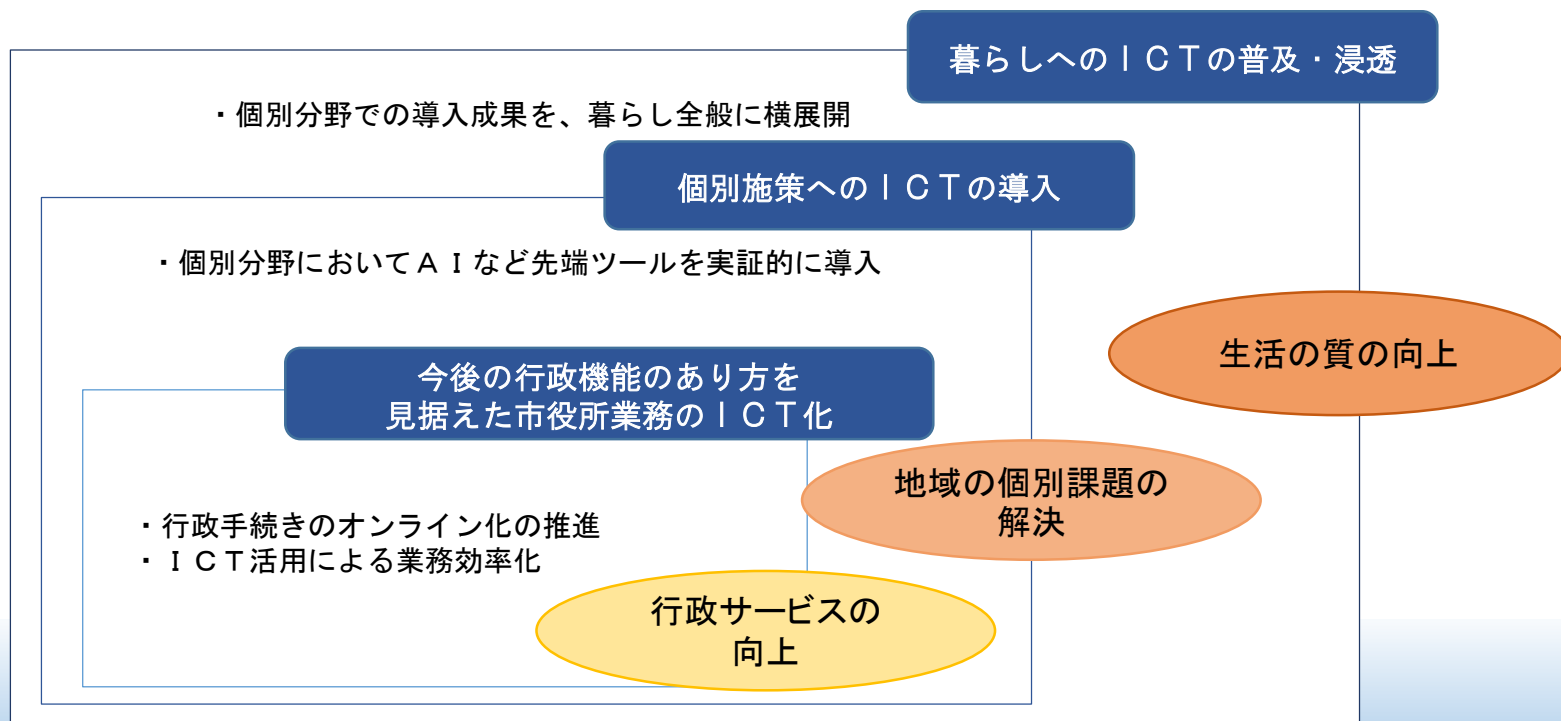 暮らしへのＩＣＴの普及・浸透
・個別分野での導入成果を、暮らし全般に横展開
個別施策へのＩＣＴの導入
・個別分野においてＡＩなど先端ツールを実証的に導入
生活の質の向上
今後の行政機能のあり方を
見据えた市役所業務のＩＣＴ化
地域の個別課題の
解決
・行政手続きのオンライン化の推進
・ＩＣＴ活用による業務効率化
行政サービスの
向上